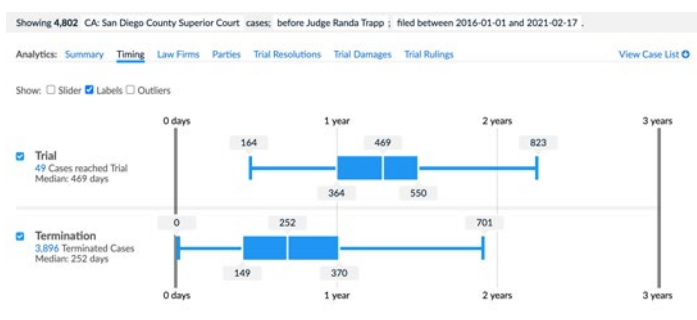 Showing 4,802 CA: San Diego County Superior Court cases; before Judge Randa Trapp ; filed between 2016-01-01 and 2021-02-17 .
Analytics: Summary Timing Law Firms Parties Trial Resolutions Trial Damages Trial Rulings View Case List
Show: Slider Labels Outliers
0 days 1 year 2 years 3 years
164 469 823
Trial
49 Cases reached Trial
Median: 469 days
364 550
0 252 701
Termination
3,896 Terminated Cases
Median: 252 days
149 370
0 days 1 year 2 years 3 years